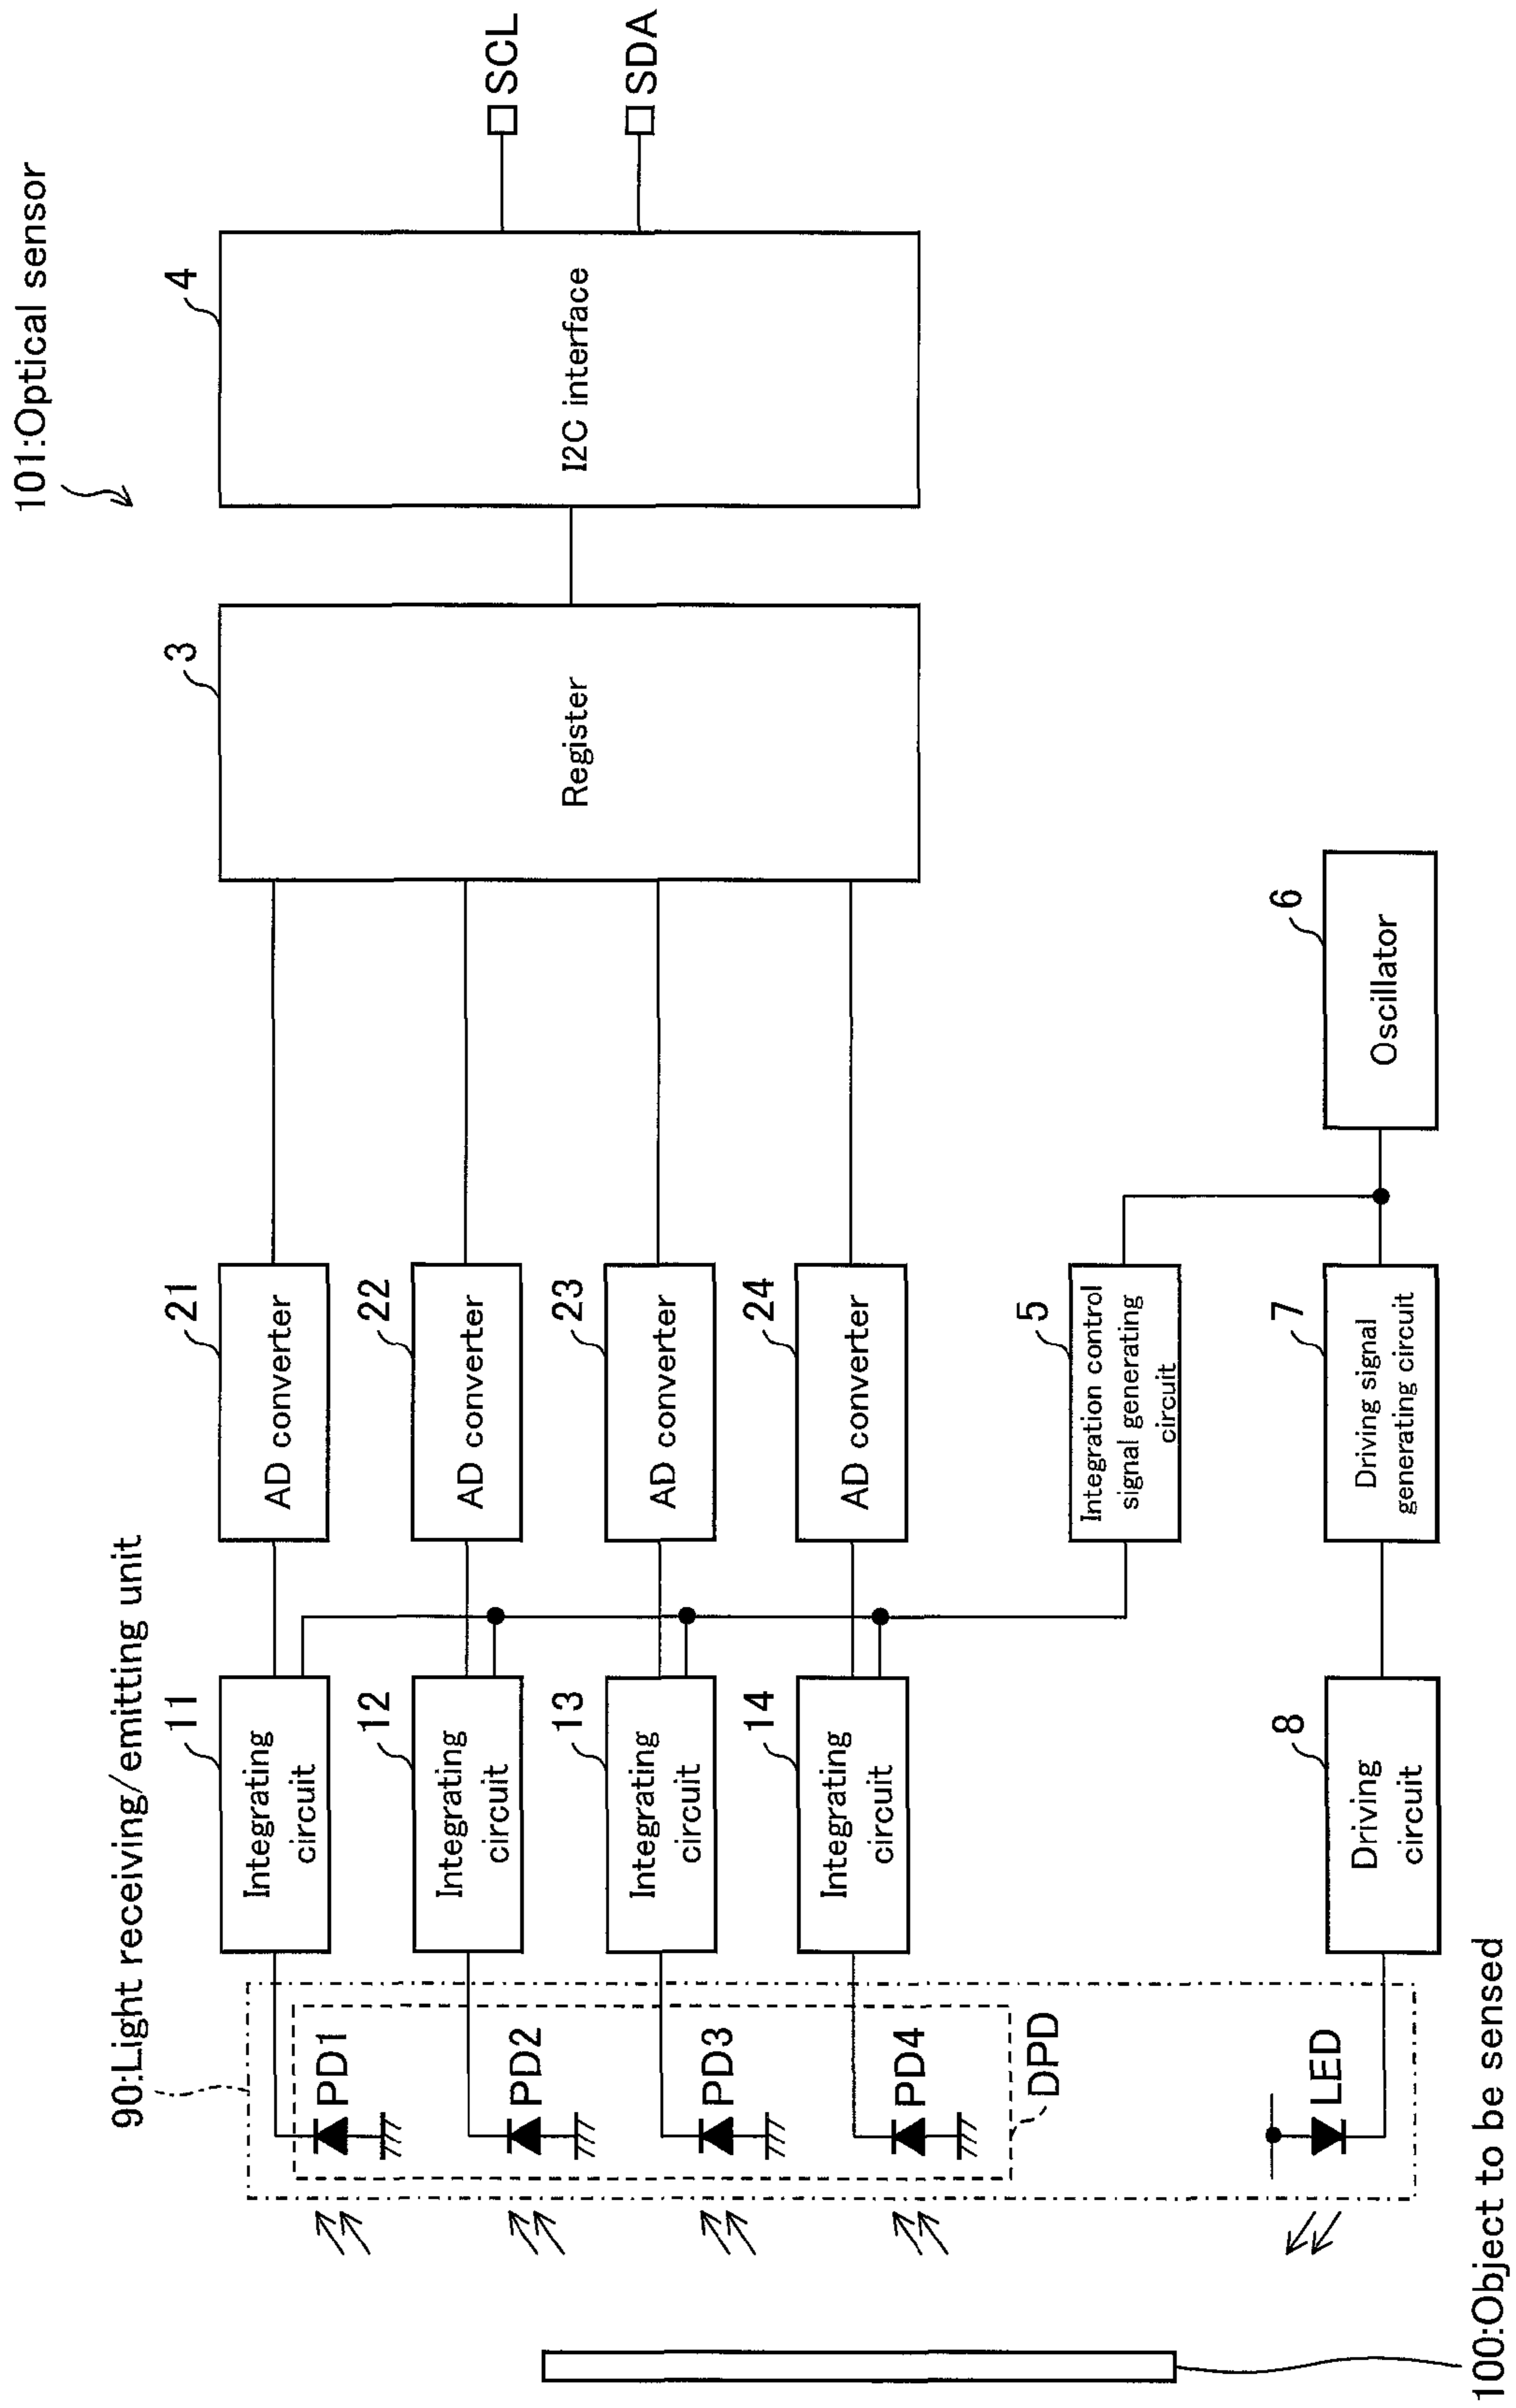 101:Optical sensor
90:Light receiving/emitting unit
11
Integrating
circuit
21
AD converter
3
Register
4
I2C interface
SCL
SDA
PD1
12
Integrating
circuit
22
AD converter
PD2
13
Integrating
circuit
23
AD converter
PD3
14
Integrating
circuit
24
AD converter
PD4
DPD
5
Integration control
signal generating
circuit
LED
8
Driving
circuit
7
Driving signal
generating circuit
6
Oscillator
100:Object to be sensed